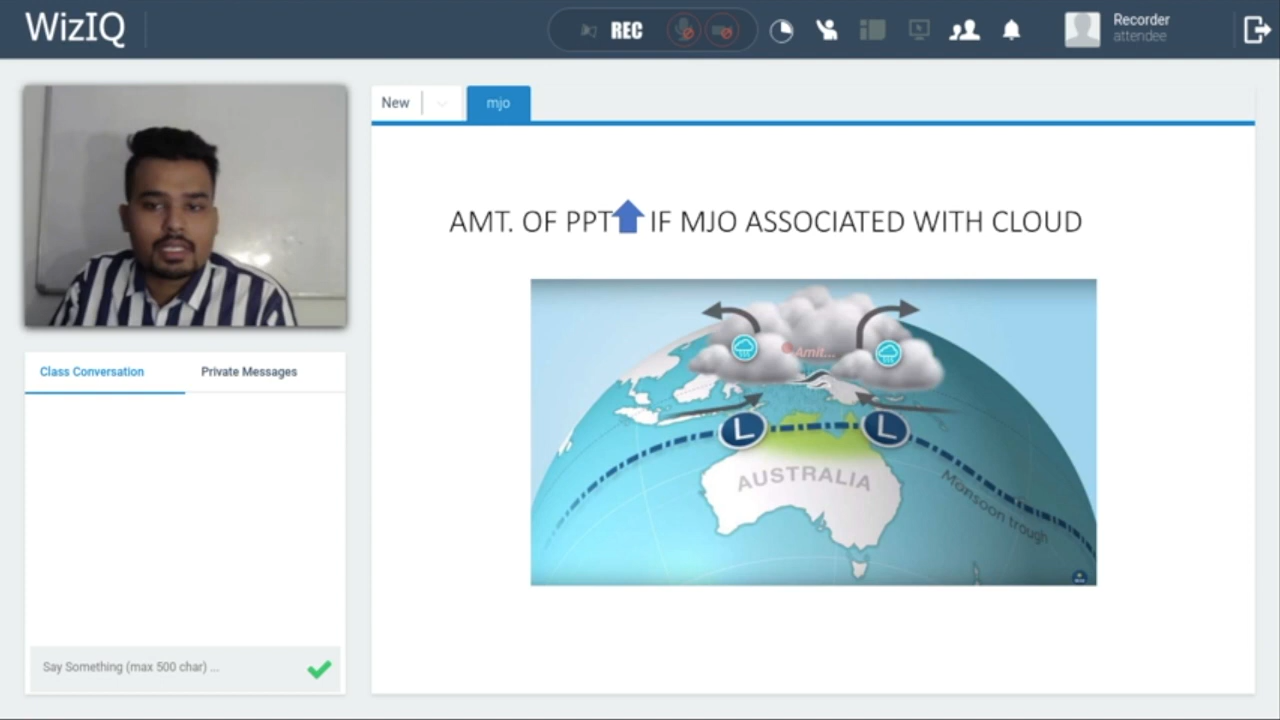 WizIQ
REC
Recorder
attendee
New
mjo
AMT. OF PPT IF MJO ASSOCIATED WITH CLOUD
Amit...
L
L
AUSTRALIA
Monsoon trough
Class Conversation
Private Messages
Say Something (max 500 char) ...